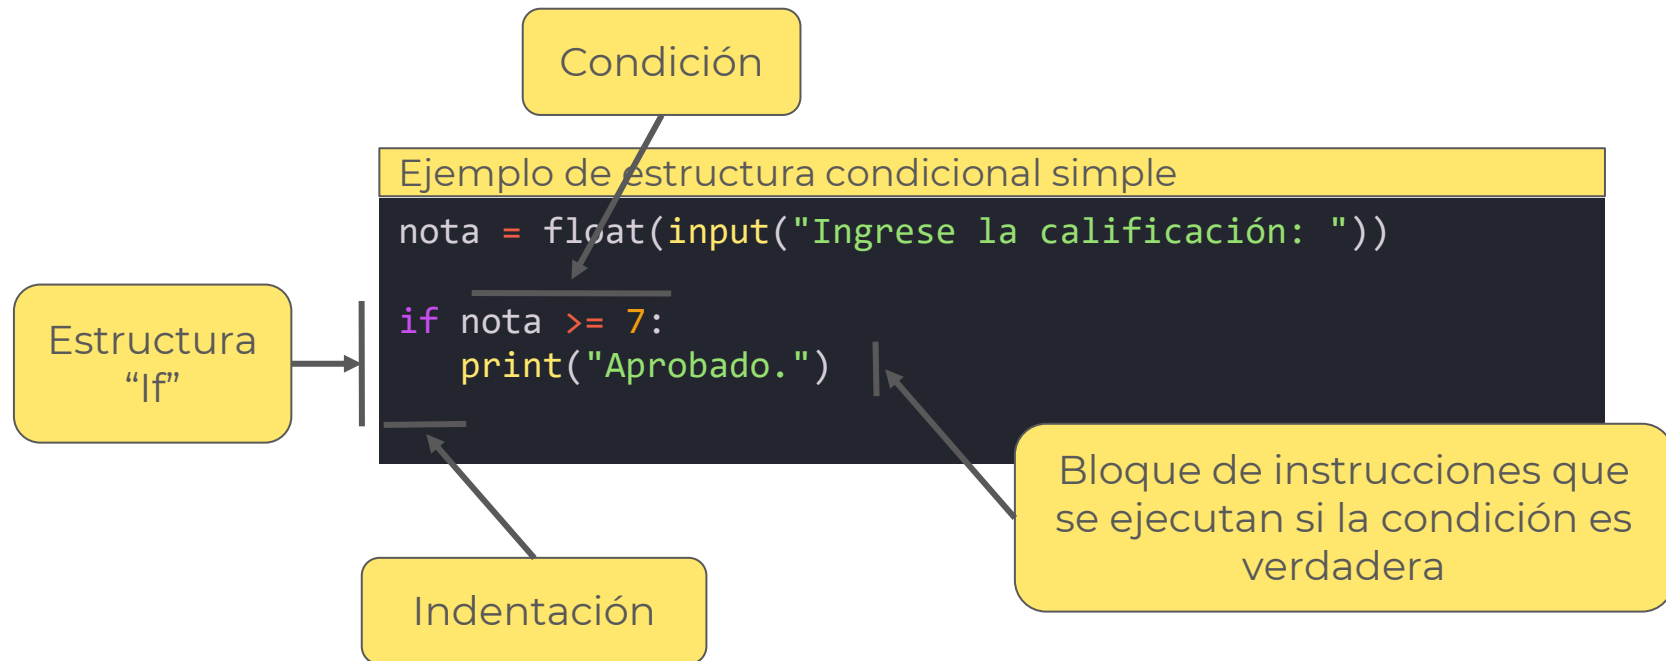 Condición
Ejemplo de estructura condicional simple
nota = float(input("Ingrese la calificación: "))
if nota >= 7:
print("Aprobado.")
Estructura
“If”
Bloque de instrucciones que
se ejecutan si la condición es
verdadera
Indentación